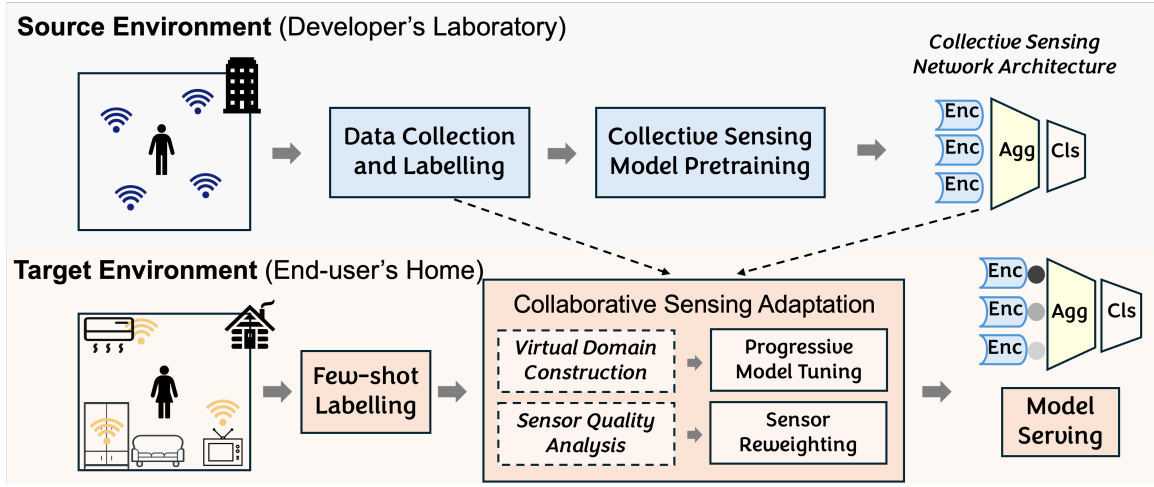 Source Environment (Developer's Laboratory)
Collective Sensing
Network Architecture
Data Collection
and Labelling
Collective Sensing
Model Pretraining
Enc
Enc
Enc
Agg
Cls
Target Environment (End-user's Home)
Few-shot
Labelling
Collaborative Sensing Adaptation
Virtual Domain
Construction
Progressive
Model Tuning
Sensor Quality
Analysis
Sensor
Reweighting
Enc
Enc
Enc
Agg
Cls
Model
Serving